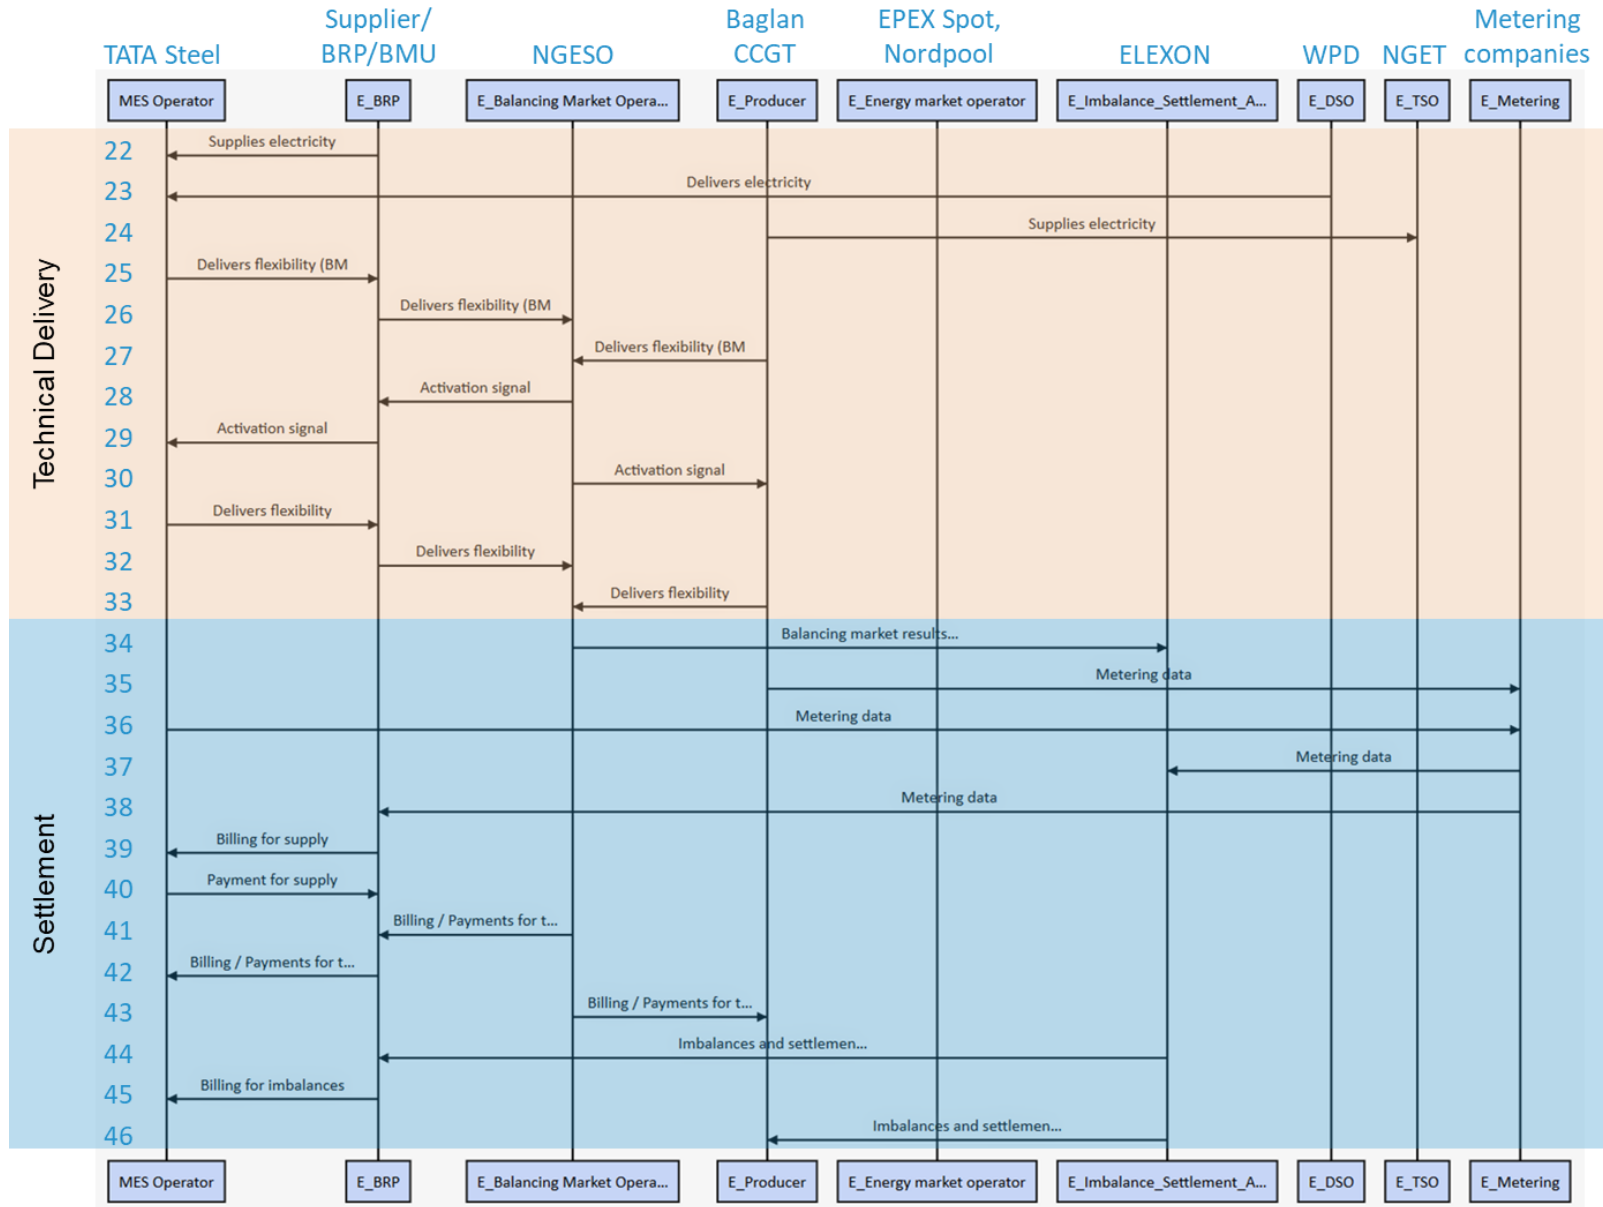 Supplier/
Baglan
EPEX Spot,
Metering
TATA Steel
BRP/BMU
NGESO
CCGT
Nordpool
ELEXON
WPD
NGET
companies
MES Operator
E_BRP
E_Balancing Market Opera...
E_Producer
E_Energy market operator
E_Imbalance_Settlement_A...
E_DSO
E_TSO
E_Metering
Technical Delivery
22
Supplies electricity
23
Delivers electricity
24
Supplies electricity
25
Delivers flexibility (BM
26
Delivers flexibility (BM
27
Delivers flexibility (BM
28
Activation signal
29
Activation signal
30
Activation signal
31
Delivers flexibility
32
Delivers flexibility
33
Delivers flexibility
Settlement
34
Balancing market results...
35
Metering data
36
Metering data
37
Metering data
38
Metering data
39
Billing for supply
40
Payment for supply
41
Billing / Payments for t...
42
Billing / Payments for t...
43
Billing / Payments for t...
44
Imbalances and settlemen...
45
Billing for imbalances
46
Imbalances and settlemen...
MES Operator
E_BRP
E_Balancing Market Opera...
E_Producer
E_Energy market operator
E_Imbalance_Settlement_A...
E_DSO
E_TSO
E_Metering